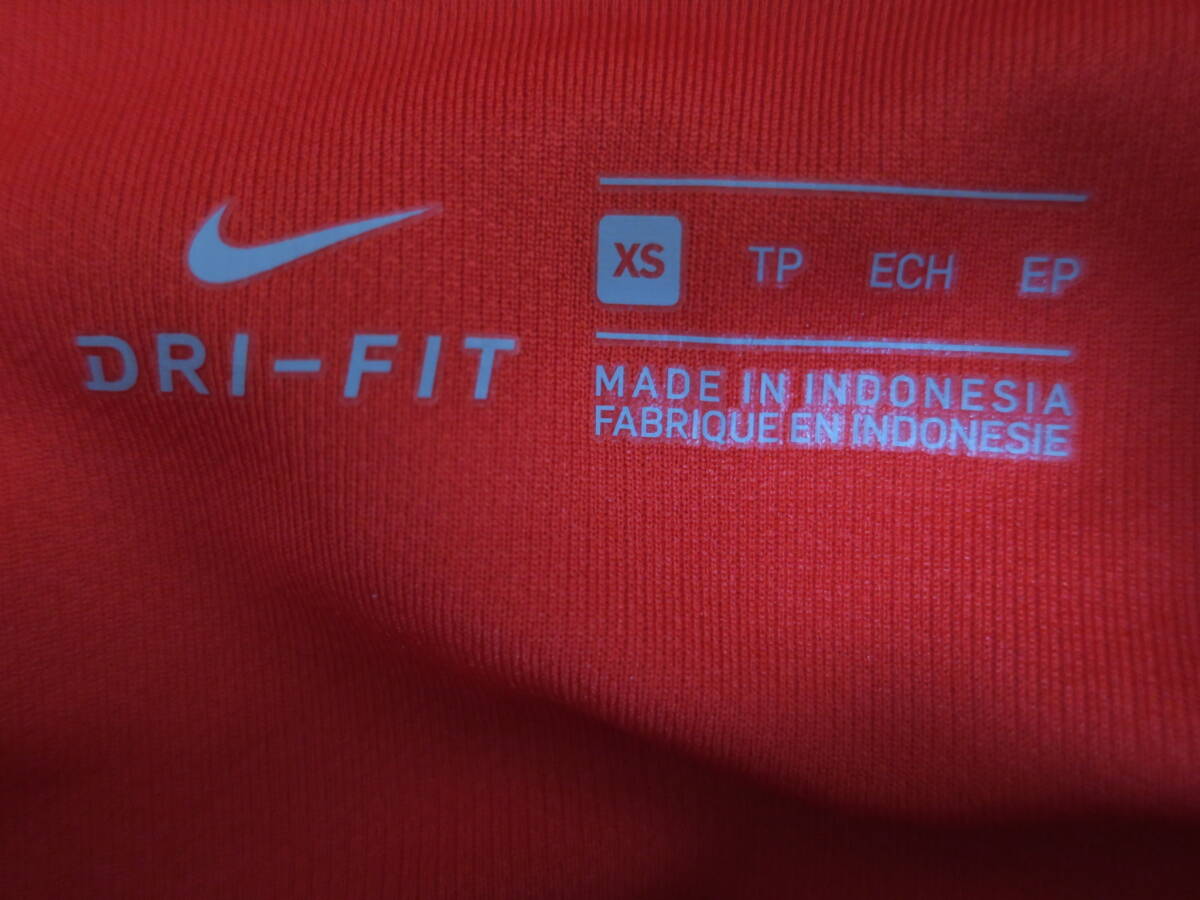 DRI-FIT
XS TP ECH EP
MADE IN INDONESIA
FABRIQUE EN INDONESIE